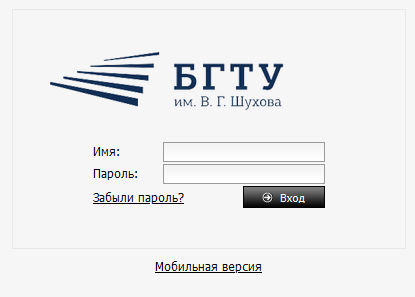 БГТУ
им. В. Г. Шухова
Имя:
Пароль:
Забыли пароль? Вход
Мобильная версия